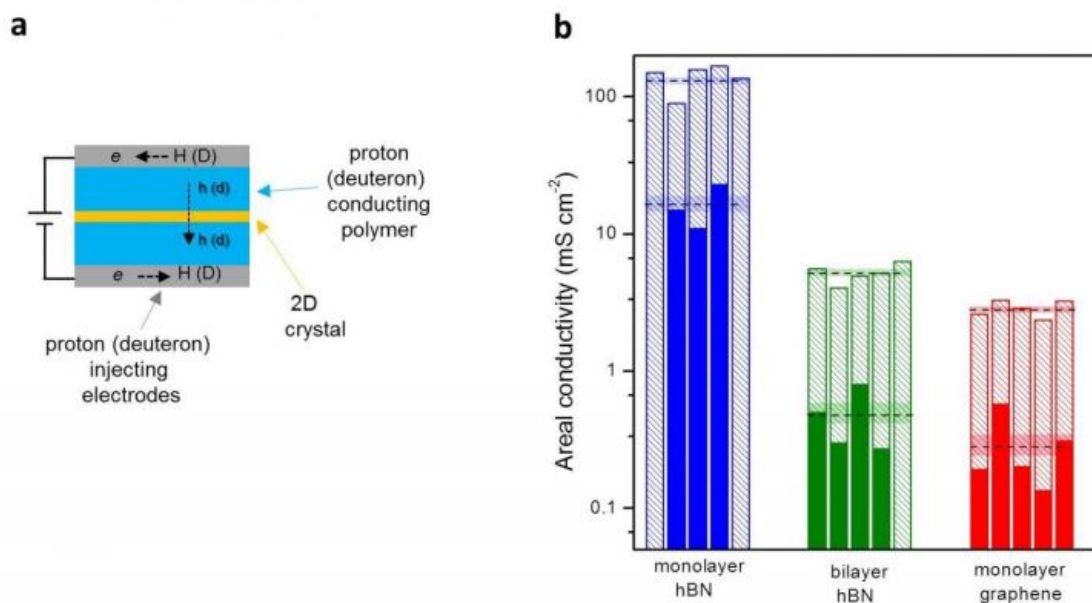 a
e H (D)
h (d)
h (d)
e H (D)
proton
(deuteron)
conducting
polymer
2D
crystal
proton (deuteron)
injecting
electrodes
b
Areal conductivity (mS cm⁻²)
100
10
1
0.1
monolayer
hBN
bilayer
hBN
monolayer
graphene